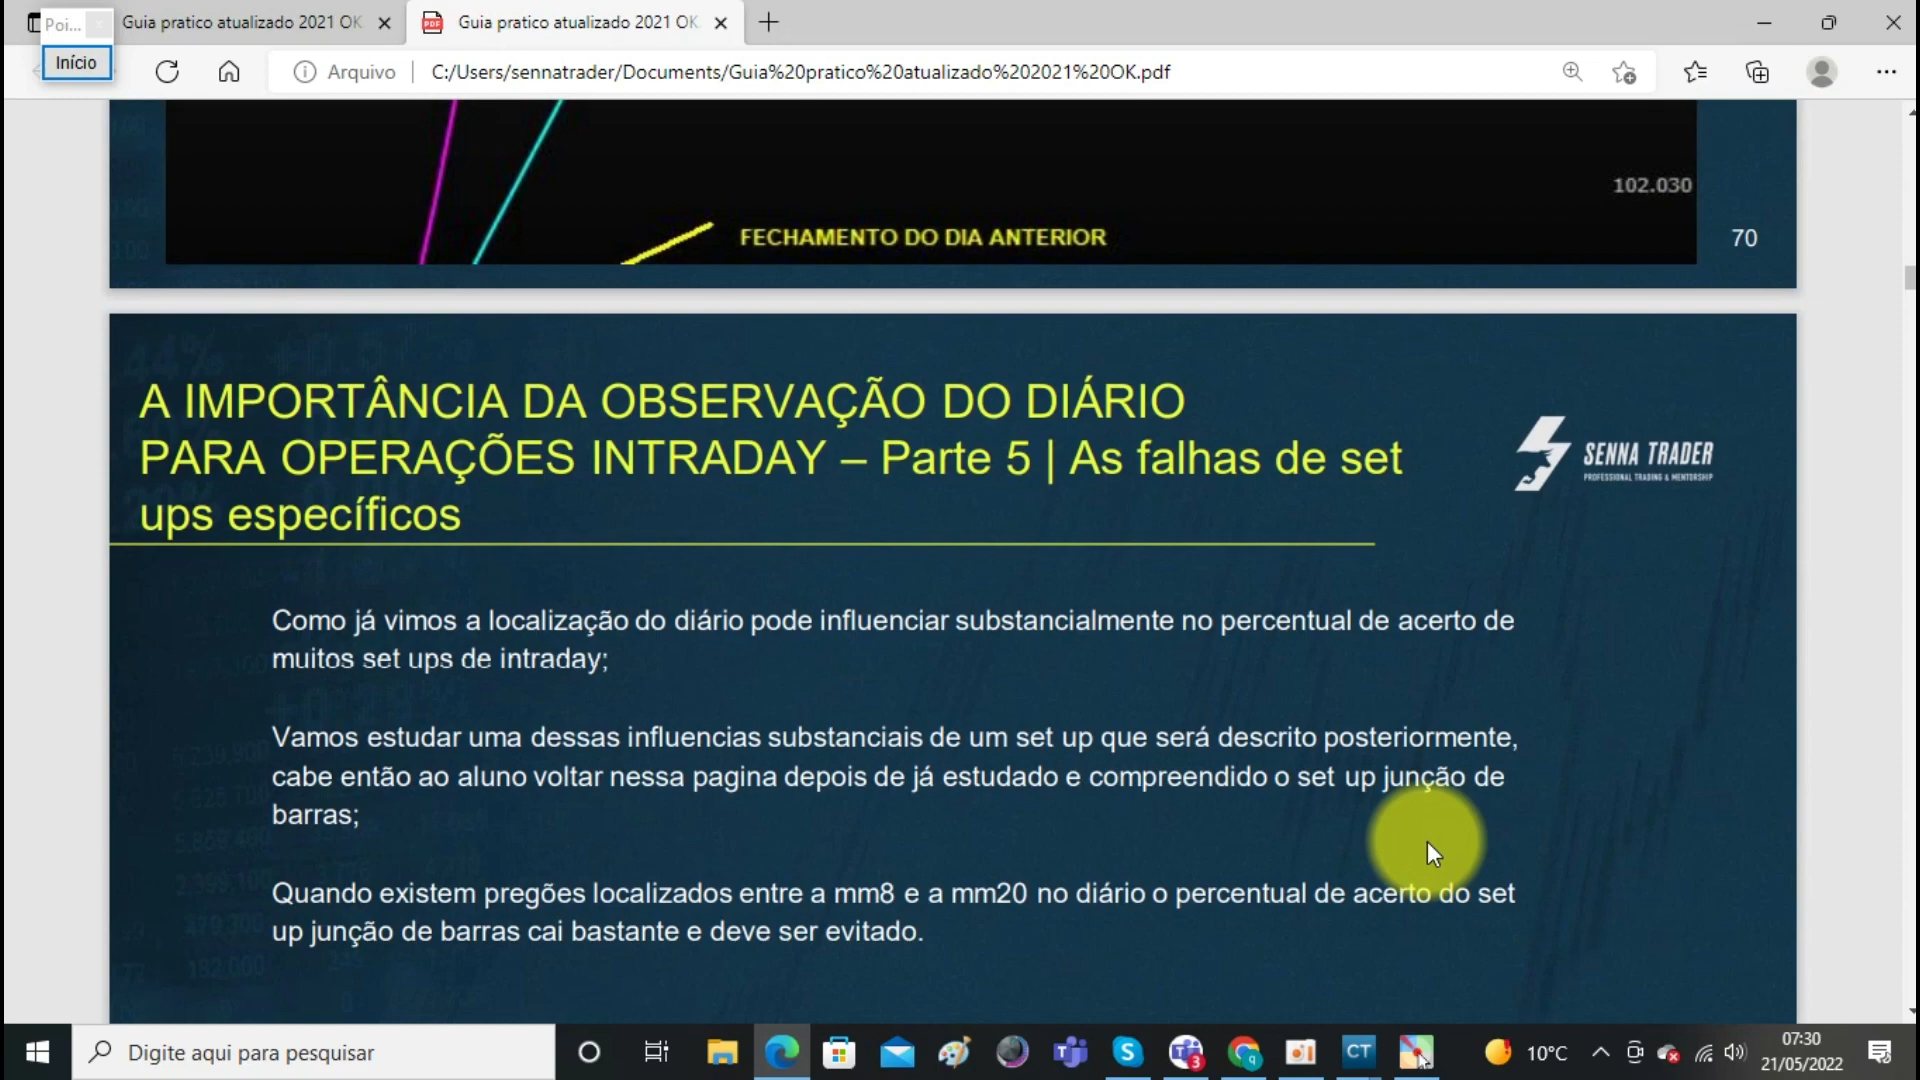 Poi...
Início
Guia pratico atualizado 2021 OK
PDF
Guia pratico atualizado 2021 OK
Arquivo
C:/Users/sennatrader/Documents/Guia%20pratico%20atualizado%202021%20OK.pdf
102.030
FECHAMENTO DO DIA ANTERIOR
70
A IMPORTÂNCIA DA OBSERVAÇÃO DO DIÁRIO
PARA OPERAÇÕES INTRADAY – Parte 5 | As falhas de set
ups específicos
SENNA TRADER
PROFESSIONAL TRADING & MENTORSHIP
Como já vimos a localização do diário pode influenciar substancialmente no percentual de acerto de
muitos set ups de intraday;
Vamos estudar uma dessas influencias substanciais de um set up que será descrito posteriormente,
cabe então ao aluno voltar nessa pagina depois de já estudado e compreendido o set up junção de
barras;
Quando existem pregões localizados entre a mm8 e a mm20 no diário o percentual de acerto do set
up junção de barras cai bastante e deve ser evitado.
Digite aqui para pesquisar
3
q
CT
10°C
07:30
21/05/2022